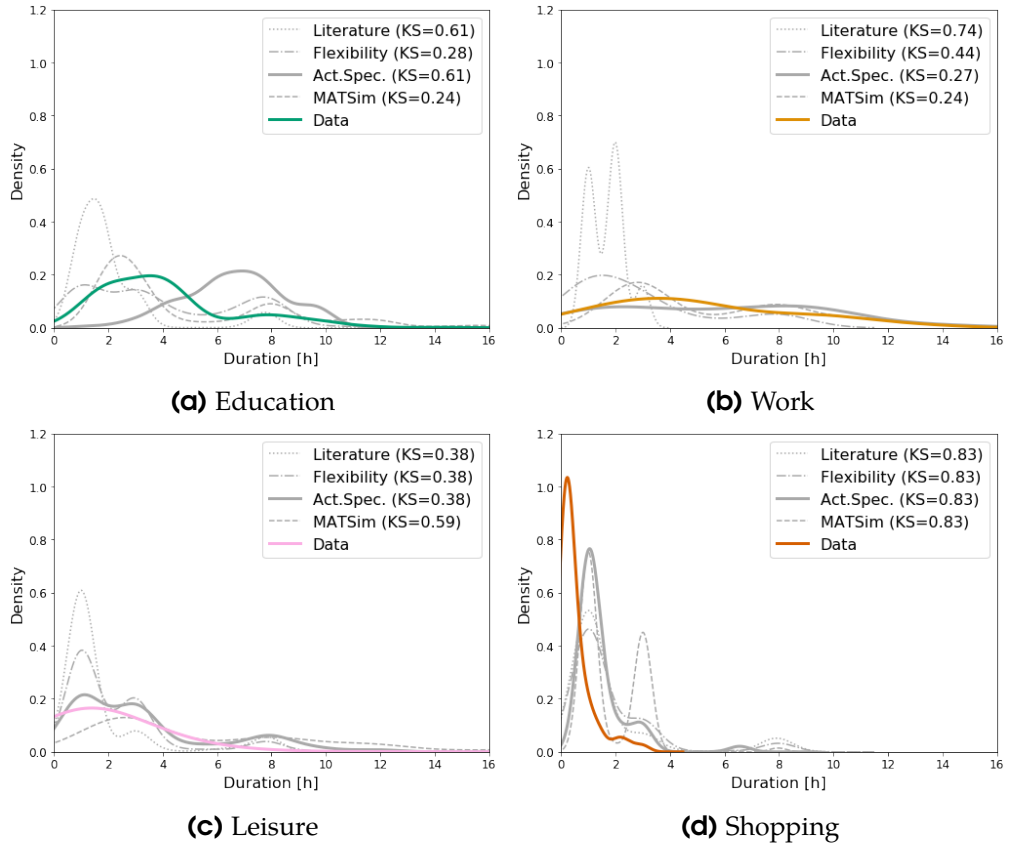 1.2
1.0
0.8
0.6
0.4
0.2
0.0
Density
0 2 4 6 8 10 12 14 16
Duration [h]
Literature (KS=0.61)
Flexibility (KS=0.28)
Act.Spec. (KS=0.61)
MATSim (KS=0.24)
Data
(a) Education
1.2
1.0
0.8
0.6
0.4
0.2
0.0
Density
0 2 4 6 8 10 12 14 16
Duration [h]
Literature (KS=0.74)
Flexibility (KS=0.44)
Act.Spec. (KS=0.27)
MATSim (KS=0.24)
Data
(b) Work
1.2
1.0
0.8
0.6
0.4
0.2
0.0
Density
0 2 4 6 8 10 12 14 16
Duration [h]
Literature (KS=0.38)
Flexibility (KS=0.38)
Act.Spec. (KS=0.38)
MATSim (KS=0.59)
Data
(c) Leisure
1.2
1.0
0.8
0.6
0.4
0.2
0.0
Density
0 2 4 6 8 10 12 14 16
Duration [h]
Literature (KS=0.83)
Flexibility (KS=0.83)
Act.Spec. (KS=0.83)
MATSim (KS=0.83)
Data
(d) Shopping